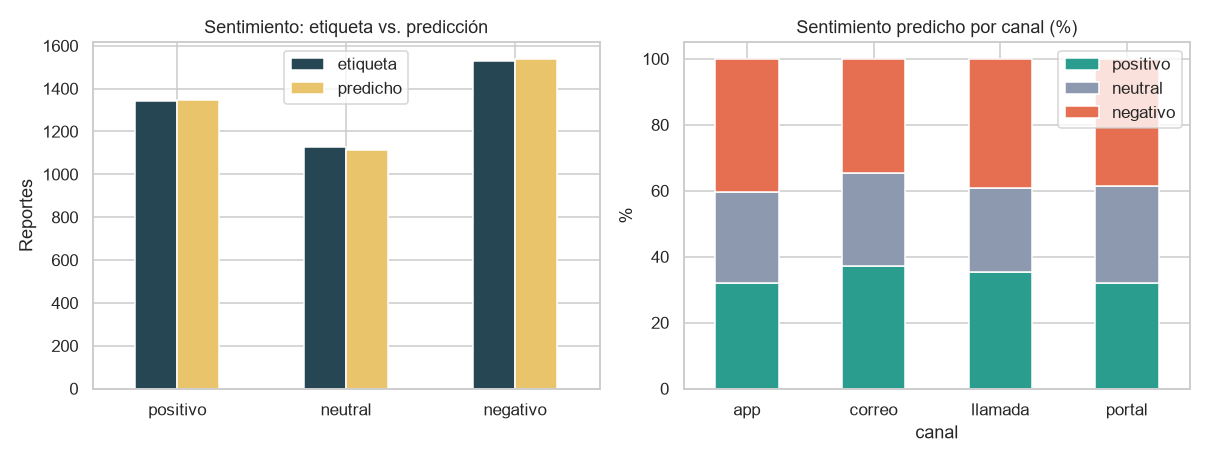 Sentimiento: etiqueta vs. predicción
etiqueta
predicho
Reportes
1600
1400
1200
1000
800
600
400
200
0
positivo
neutral
negativo
Sentimiento predicho por canal (%)
positivo
neutral
negativo
%
100
80
60
40
20
0
app
correo
llamada
portal
canal